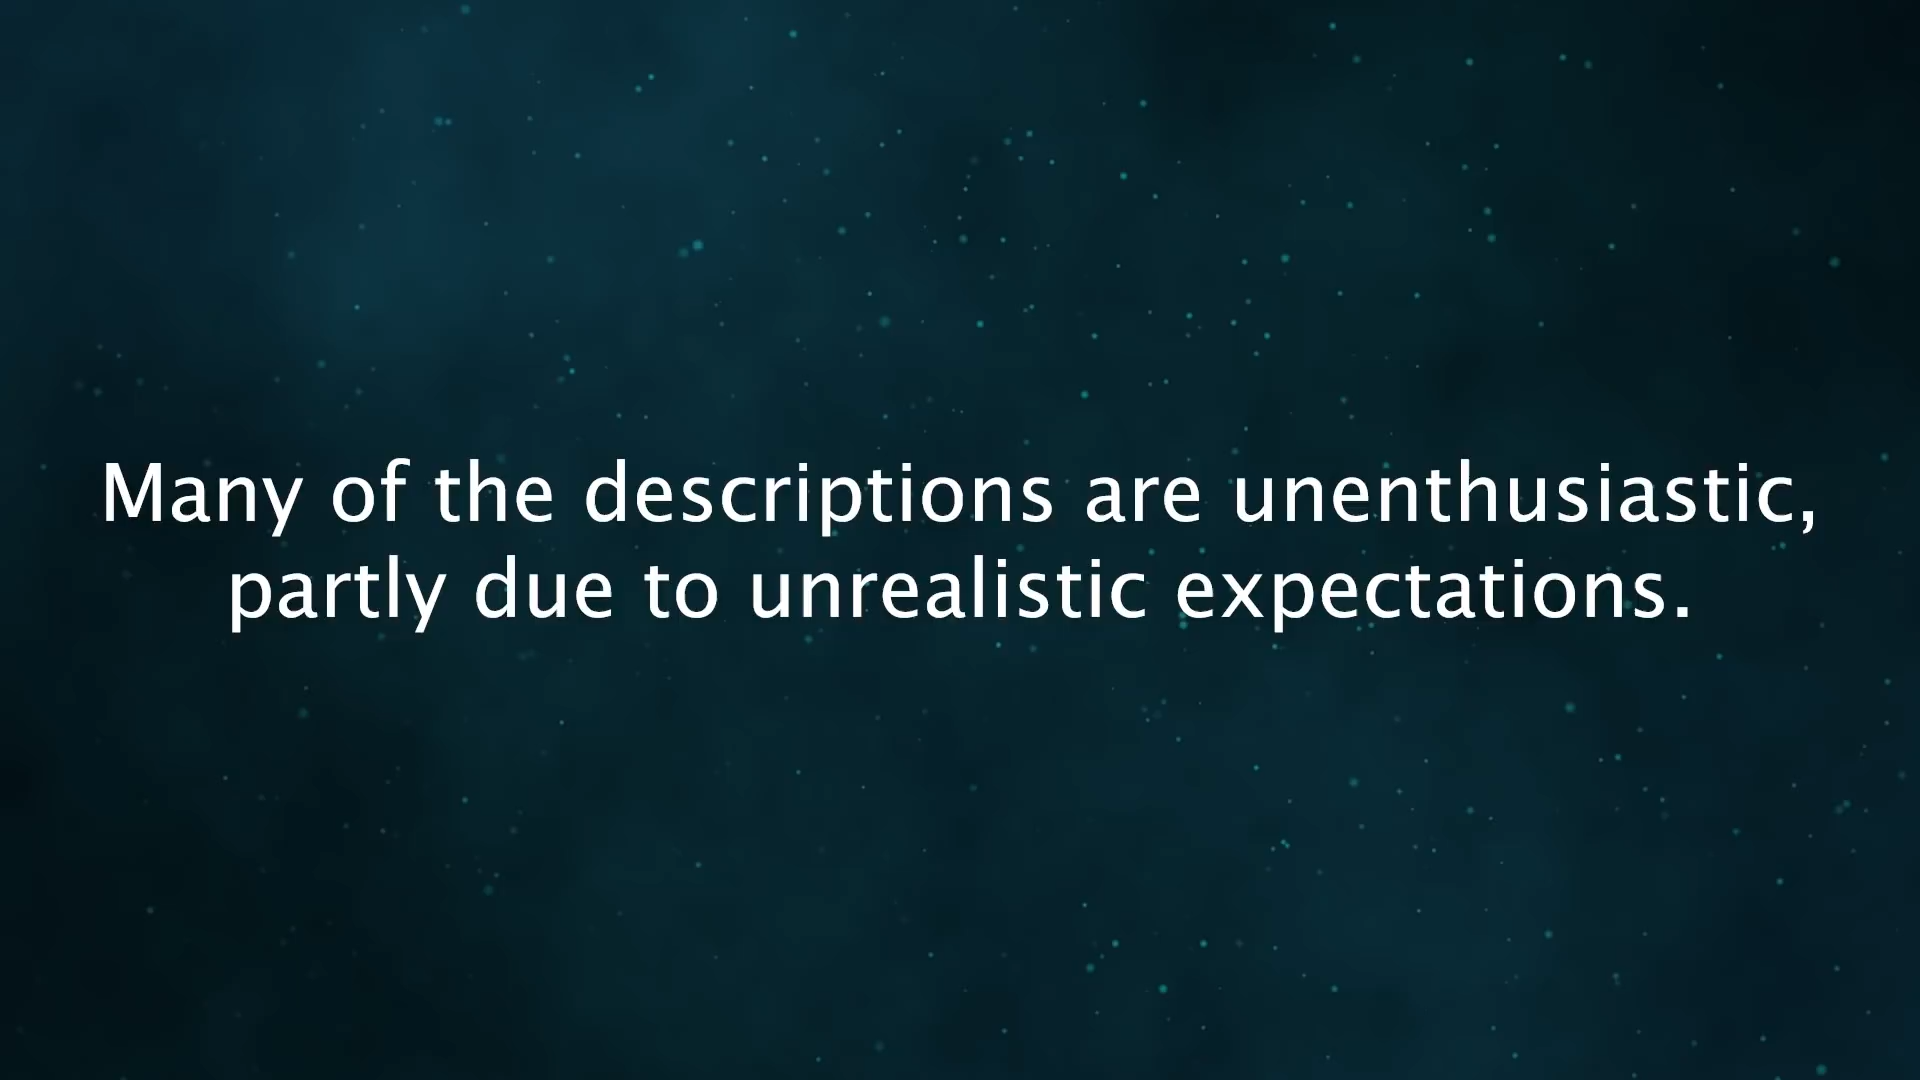 Many of the descriptions are unenthusiastic,
partly due to unrealistic expectations.